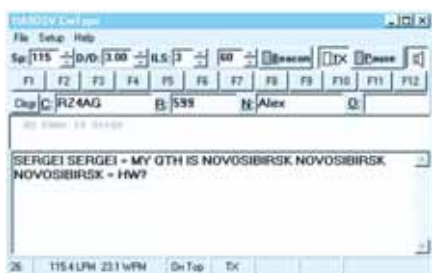 UA9OSV CwType
File Setup Help
Sp: 115 D/D: 3.00 ILS: 3 60 Beacon TX Pause
F1 F2 F3 F4 F5 F6 F7 F8 F9 F10 F11 F12
C: RZ4AG R: 599 N: Alex Q:
SERGEI SERGEI = MY QTH IS NOVOSIBIRSK NOVOSIBIRSK
NOVOSIBIRSK = HW?
26 115.4 LPM 23.1 WPM On Top TX